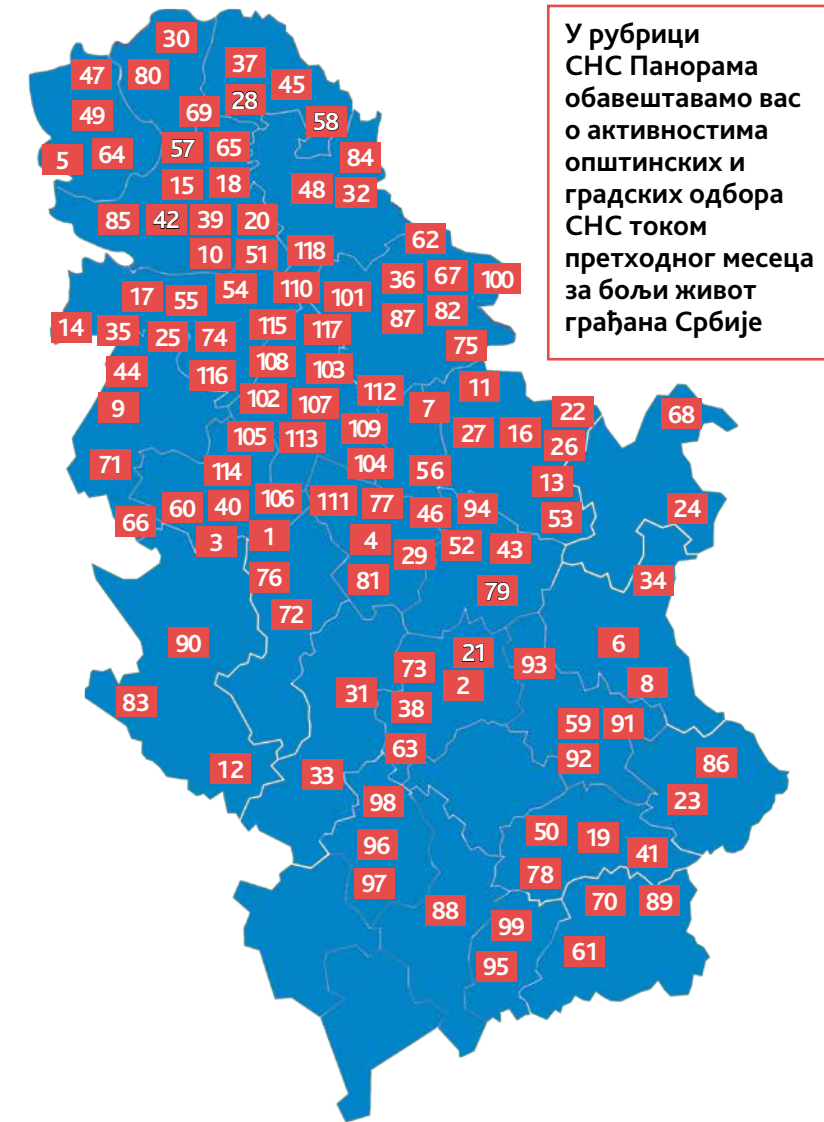 У рубрици
СНС Панорама
обавештавамо вас
о активностима
општинских и
градских одбора
СНС током
претходног месеца
за бољи живот
грађана Србије
30
47 80 37 45
49 69 28 58
5 64 57 65 84
15 18 48 32
85 42 39 20
10 51 118 62
17 55 54 110 101 36 67 100
14 35 25 74 115 117 87 82
44 116 108 103 75
9 102 107 112 7 11 22 68
71 105 113 109 27 16 26
114 104 56 13
66 60 40 106 111 77 46 94 53 24
3 1 4 29 52 43
76 81 79 34
72
90 21 6
73 2 93 8
83 31 38 59 91
12 33 63 92 86
98 23
96 50 19 41
97 78
88 99 70 89
95 61